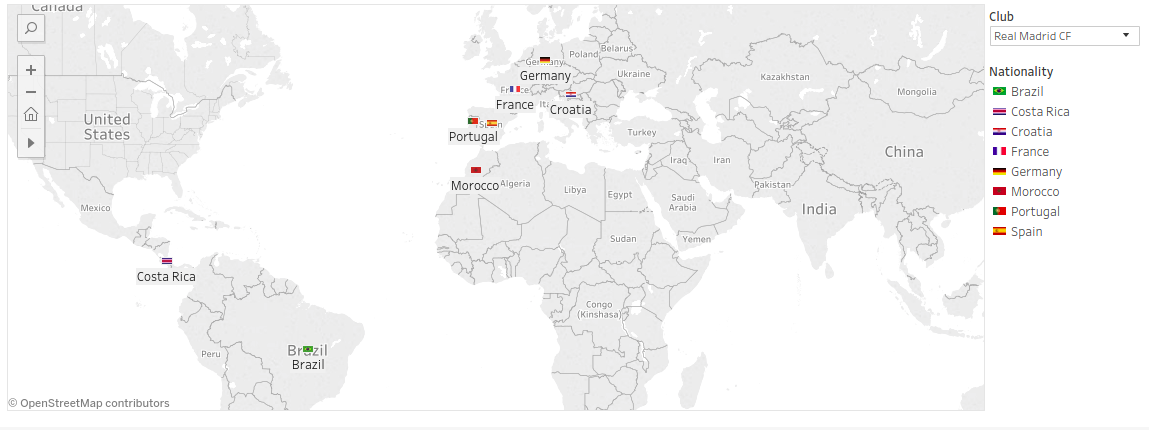 Canada
Club
Real Madrid CF
Nationality
Brazil
Costa Rica
Croatia
France
Germany
Morocco
Portugal
Spain
Belarus
Poland
Germany
Germany
Ukraine
Kazakhstan
Mongolia
France
France
Croatia
United
States
Portugal
Turkey
China
Iraq
Iran
Morocco
Algeria
Libya
Egypt
Pakistan
Saudi
Arabia
India
Mexico
Sudan
Yemen
Costa Rica
Congo
(Kinshasa)
Peru
Brazil
Brazil
© OpenStreetMap contributors